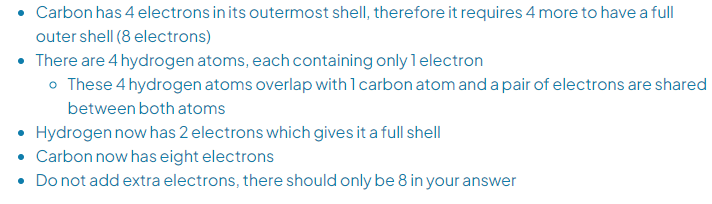 • Carbon has 4 electrons in its outermost shell, therefore it requires 4 more to have a full
outer shell (8 electrons)
• There are 4 hydrogen atoms, each containing only 1 electron
◦ These 4 hydrogen atoms overlap with 1 carbon atom and a pair of electrons are shared
between both atoms
• Hydrogen now has 2 electrons which gives it a full shell
• Carbon now has eight electrons
• Do not add extra electrons, there should only be 8 in your answer